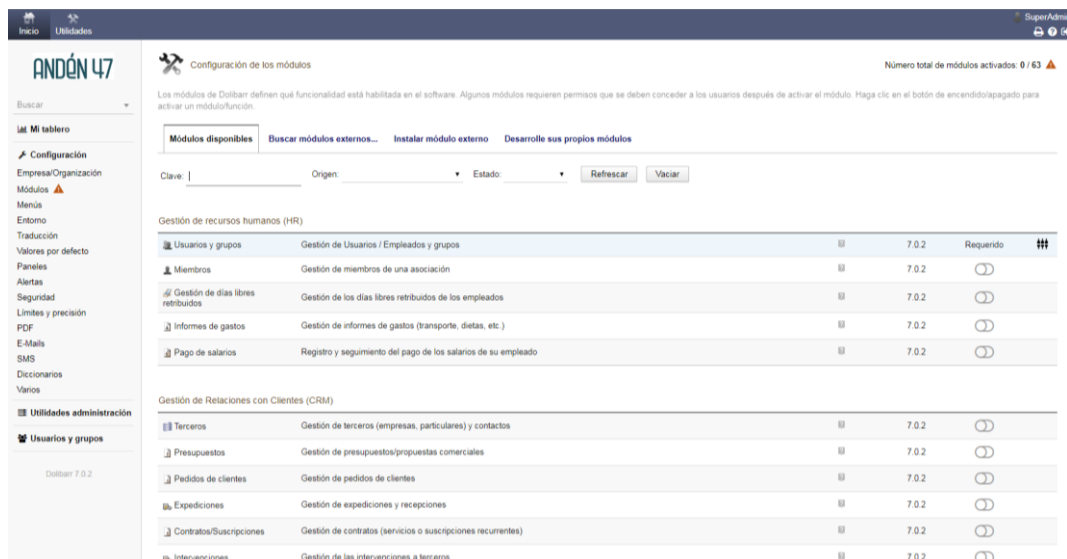 Inicio Utilidades SuperAdmi
ANDÉN 47
Buscar
Mi tablero
Configuración
Empresa/Organización
Módulos
Menús
Entorno
Traducción
Valores por defecto
Paneles
Alertas
Seguridad
Límites y precisión
PDF
E-Mails
SMS
Diccionarios
Varios
Utilidades administración
Usuarios y grupos
Dolibarr 7.0.2
Configuración de los módulos Número total de módulos activados: 0 / 63
Los módulos de Dolibarr definen qué funcionalidad está habilitada en el software. Algunos módulos requieren permisos que se deben conceder a los usuarios después de activar el módulo. Haga clic en el botón de encendido/apagado para
activar un módulo/función.
Módulos disponibles Buscar módulos externos... Instalar módulo externo Desarrolle sus propios módulos
Clave: Origen: Estado: Refrescar Vaciar
Gestión de recursos humanos (HR)
Usuarios y grupos Gestión de Usuarios / Empleados y grupos 7.0.2 Requerido
Miembros Gestión de miembros de una asociación 7.0.2
Gestión de días libres
retribuidos Gestión de los días libres retribuidos de los empleados 7.0.2
Informes de gastos Gestión de informes de gastos (transporte, dietas, etc.) 7.0.2
Pago de salarios Registro y seguimiento del pago de los salarios de su empleado 7.0.2
Gestión de Relaciones con Clientes (CRM)
Terceros Gestión de terceros (empresas, particulares) y contactos 7.0.2
Presupuestos Gestión de presupuestos/propuestas comerciales 7.0.2
Pedidos de clientes Gestión de pedidos de clientes 7.0.2
Expediciones Gestión de expediciones y recepciones 7.0.2
Contratos/Suscripciones Gestión de contratos (servicios o suscripciones recurrentes) 7.0.2
Intervenciones Gestión de las intervenciones a terceros 7.0.2